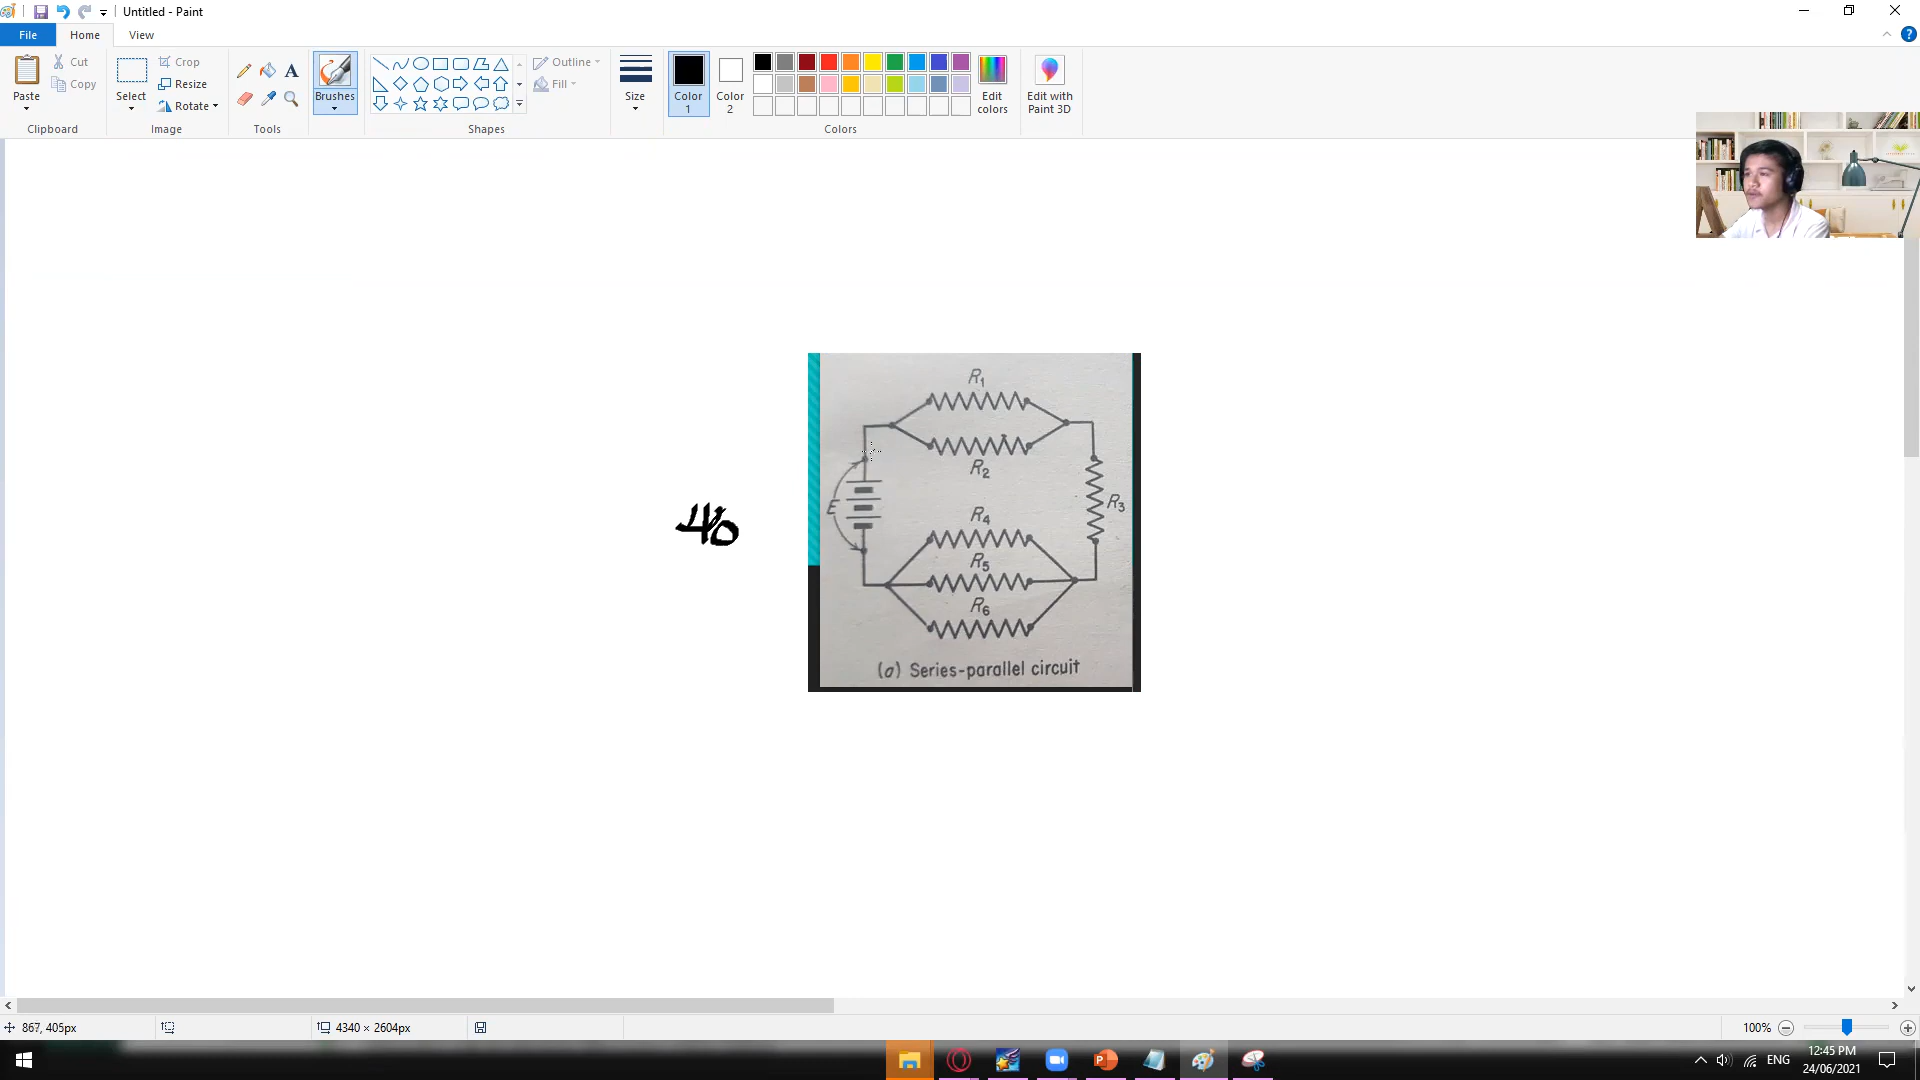 Untitled - Paint
File Home View
Paste
Cut
Copy
Clipboard
Select
Crop
Resize
Rotate
Image
A
Tools
Brushes
Shapes
Outline
Fill
Size
Color 1
Color 2
Edit colors
Edit with Paint 3D
Colors
R1
R2
R3
E
R4
R5
R6
40
(a) Series-parallel circuit
867, 405px
4340 × 2604px
100%
ENG
12:45 PM
24/06/2021